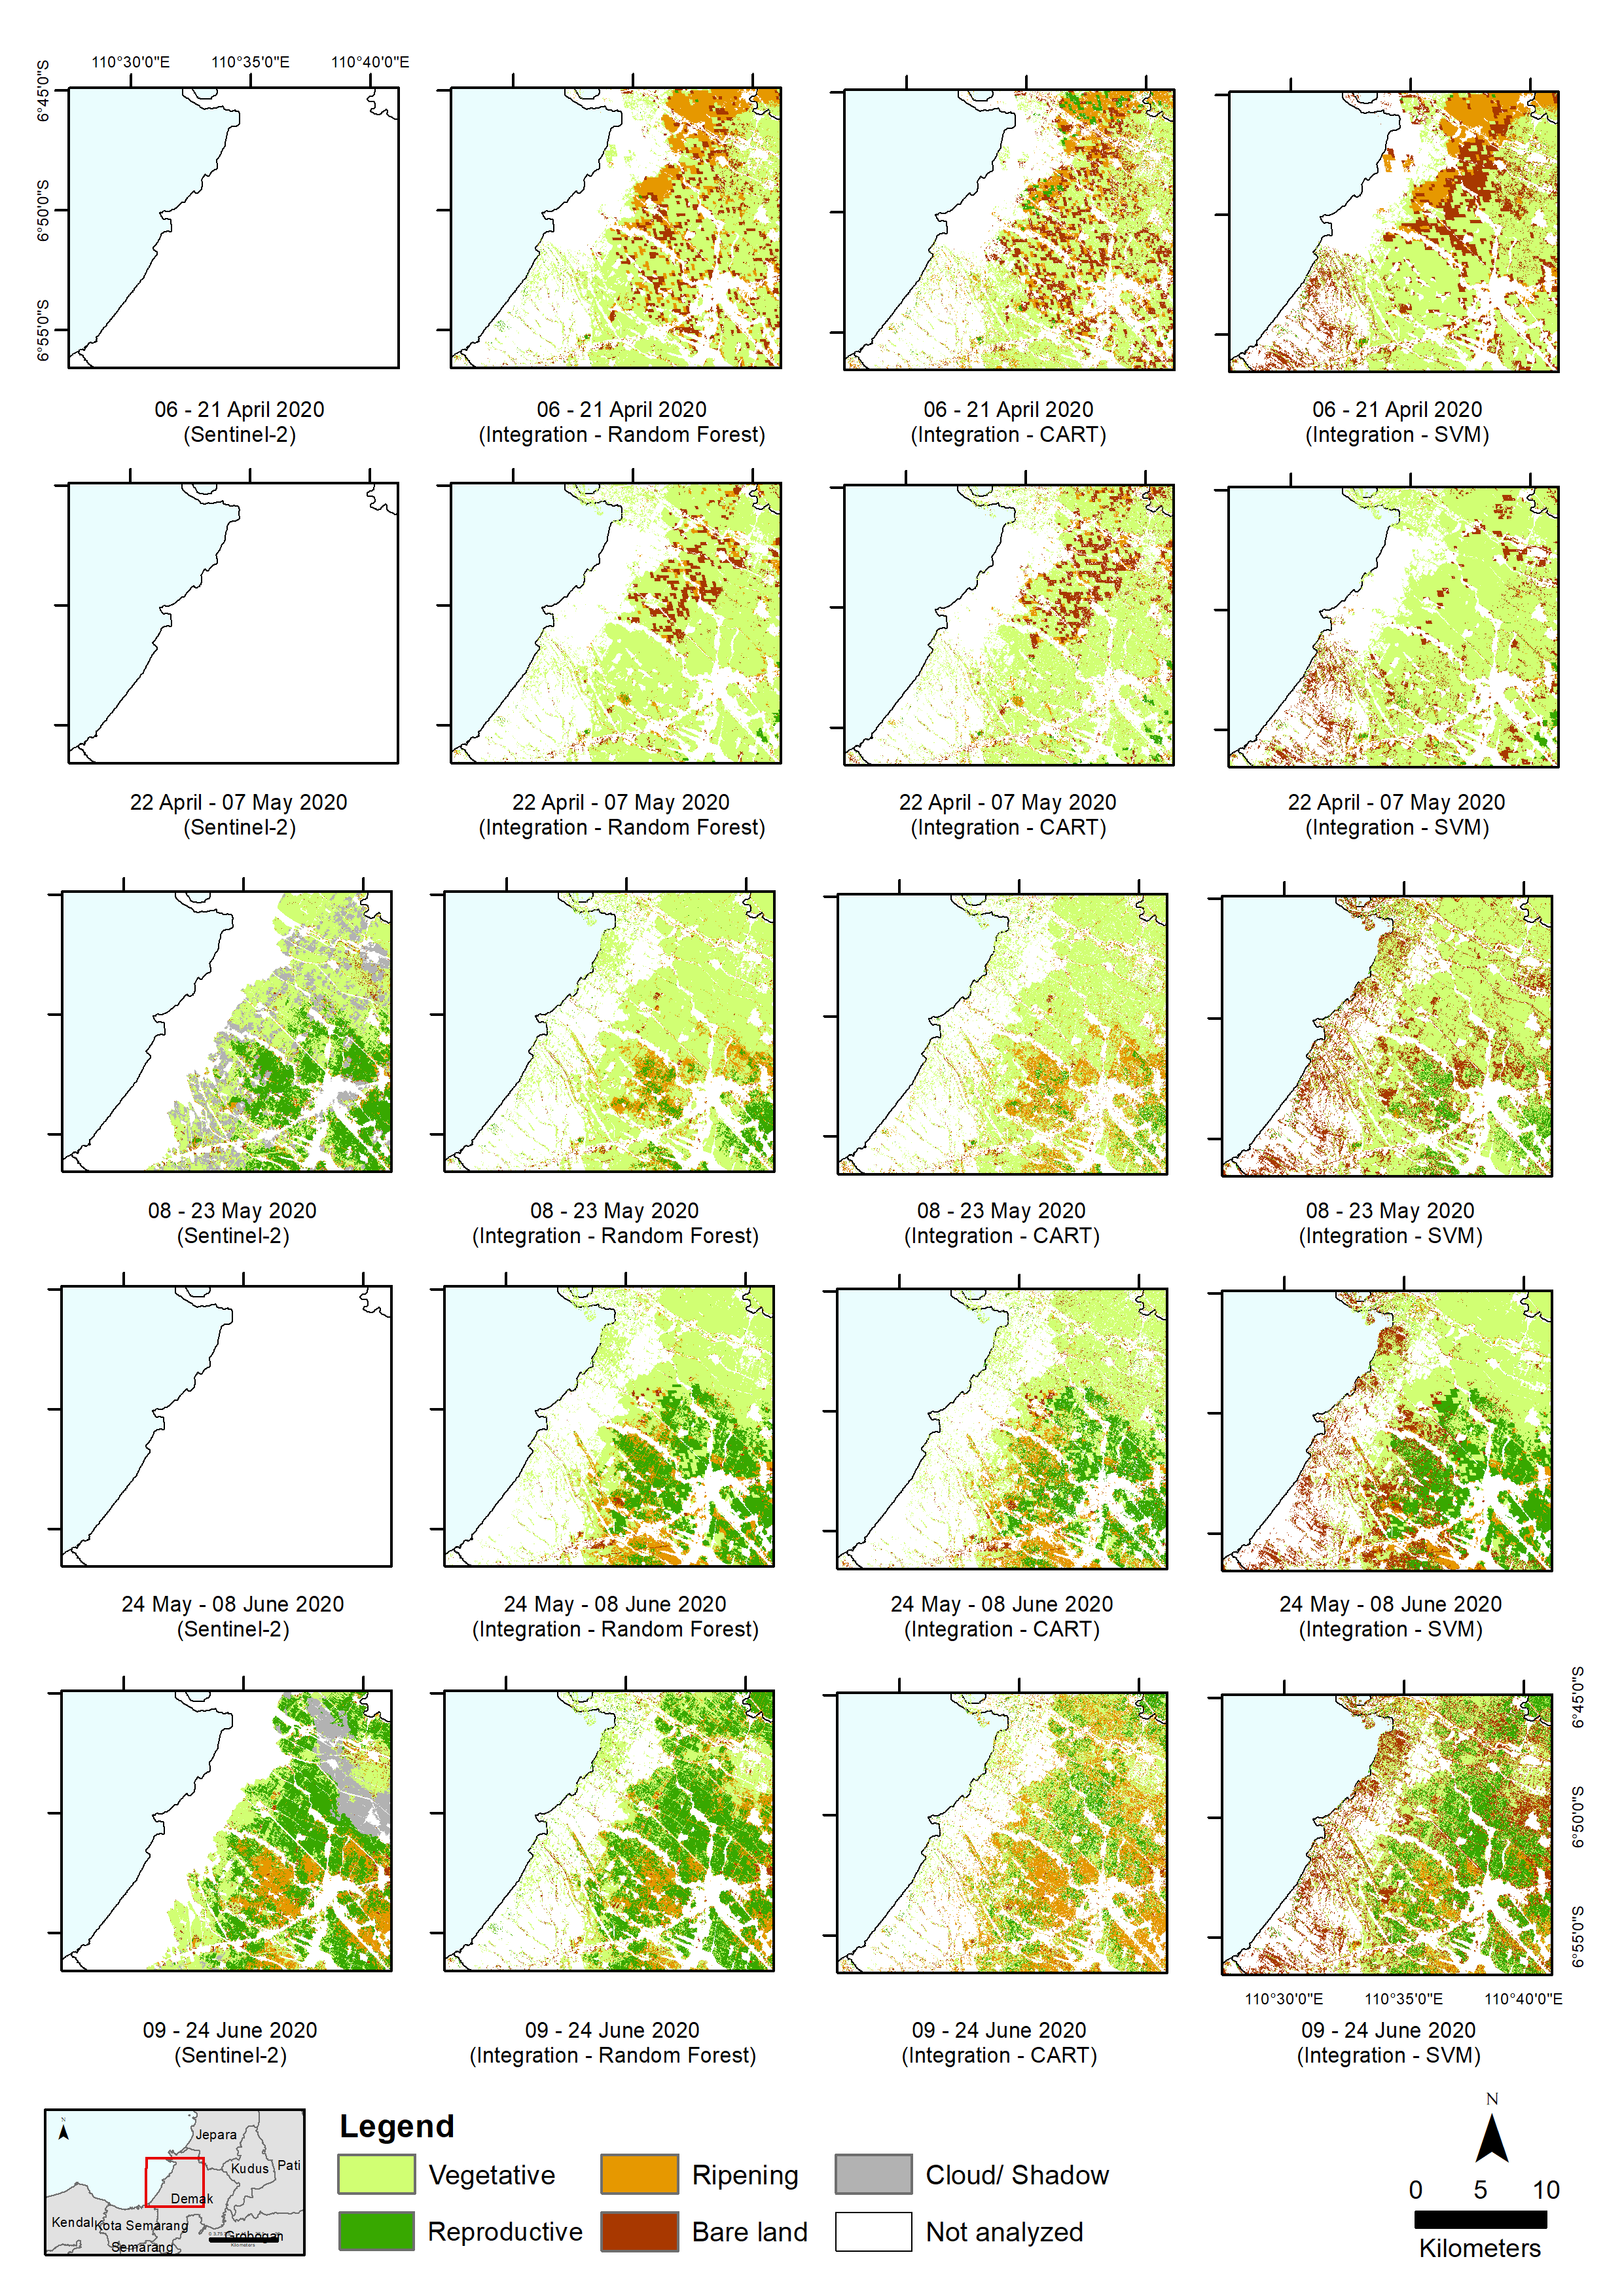 110°30'0"E 110°35'0"E 110°40'0"E
6°45'0"S
6°50'0"S
6°55'0"S
06 - 21 April 2020
(Sentinel-2)
06 - 21 April 2020
(Integration - Random Forest)
06 - 21 April 2020
(Integration - CART)
06 - 21 April 2020
(Integration - SVM)
22 April - 07 May 2020
(Sentinel-2)
22 April - 07 May 2020
(Integration - Random Forest)
22 April - 07 May 2020
(Integration - CART)
22 April - 07 May 2020
(Integration - SVM)
08 - 23 May 2020
(Sentinel-2)
08 - 23 May 2020
(Integration - Random Forest)
08 - 23 May 2020
(Integration - CART)
08 - 23 May 2020
(Integration - SVM)
24 May - 08 June 2020
(Sentinel-2)
24 May - 08 June 2020
(Integration - Random Forest)
24 May - 08 June 2020
(Integration - CART)
24 May - 08 June 2020
(Integration - SVM)
6°45'0"S
6°50'0"S
6°55'0"S
110°30'0"E 110°35'0"E 110°40'0"E
09 - 24 June 2020
(Sentinel-2)
09 - 24 June 2020
(Integration - Random Forest)
09 - 24 June 2020
(Integration - CART)
09 - 24 June 2020
(Integration - SVM)
N
Jepara
Kudus
Pati
Demak
Kendal
Kota Semarang
Grobogan
Semarang
Kilometers
Legend
Vegetative
Ripening
Cloud/ Shadow
Reproductive
Bare land
Not analyzed
N
0 5 10
Kilometers